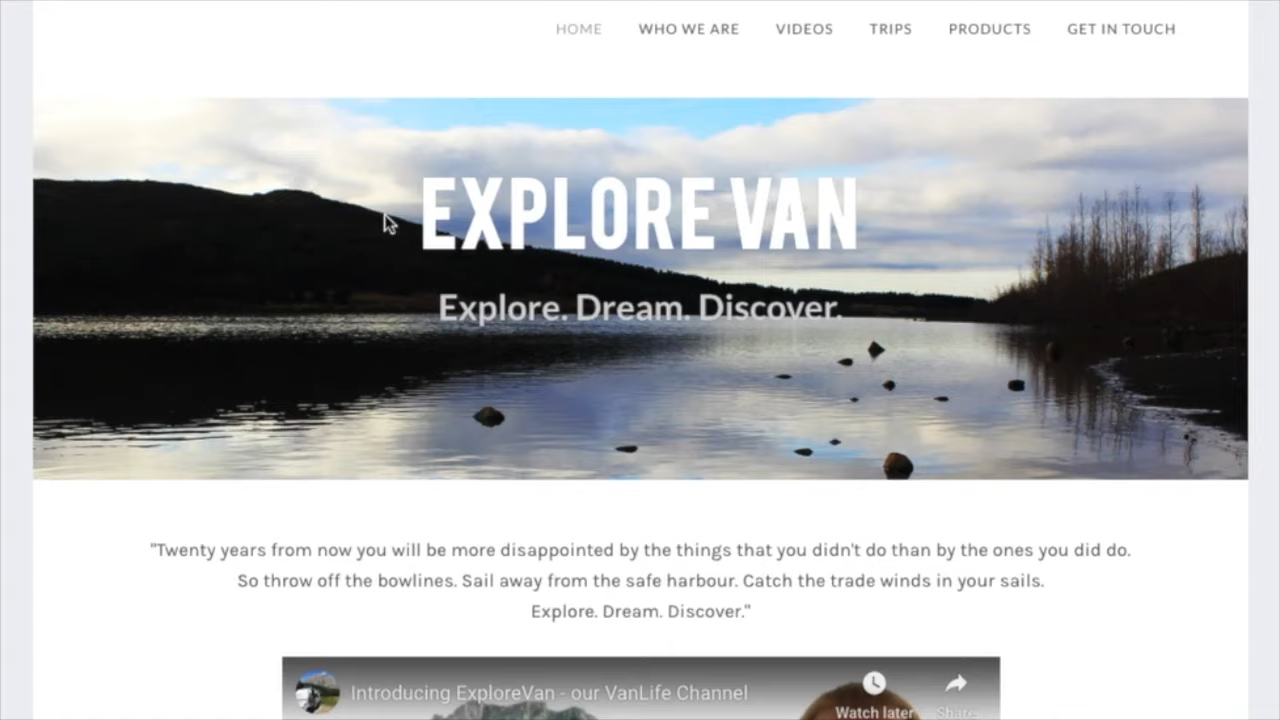 HOME WHO WE ARE VIDEOS TRIPS PRODUCTS GET IN TOUCH
EXPLORE VAN
Explore. Dream. Discover.
"Twenty years from now you will be more disappointed by the things that you didn't do than by the ones you did do.
So throw off the bowlines. Sail away from the safe harbour. Catch the trade winds in your sails.
Explore. Dream. Discover."
Introducing ExploreVan - our VanLife Channel
Watch later Share